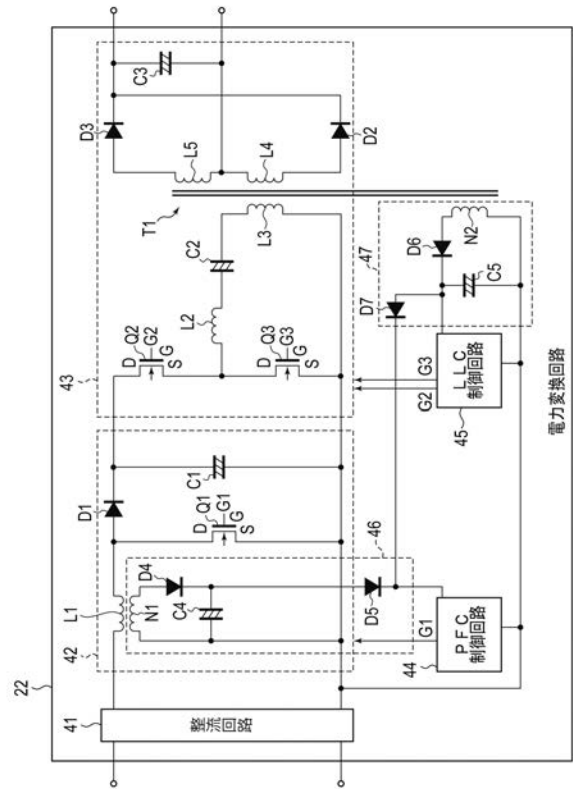 22
41
整流回路
42
L1
N1
D4
C4
D1
D
Q1
G1
G
S
C1
46
D5
G1
44
PFC
制御回路
43
D
Q2
G2
G
S
L2
C2
D
Q3
G3
G
S
T1
L3
L5
L4
D3
D2
C3
47
D7
D6
N2
C5
G2
G3
45
LLC
制御回路
電力変換回路